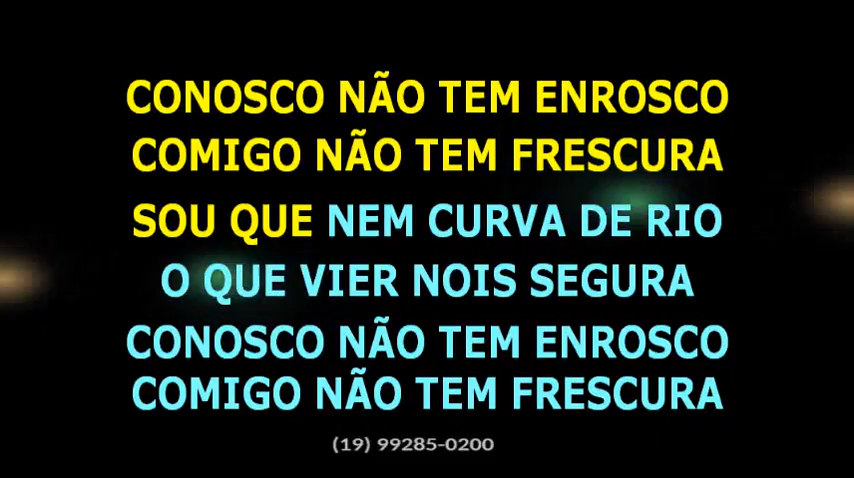 CONOSCO NÃO TEM ENROSCO
COMIGO NÃO TEM FRESCURA
SOU QUE NEM CURVA DE RIO
O QUE VIER NOIS SEGURA
CONOSCO NÃO TEM ENROSCO
COMIGO NÃO TEM FRESCURA
(19) 99285-0200